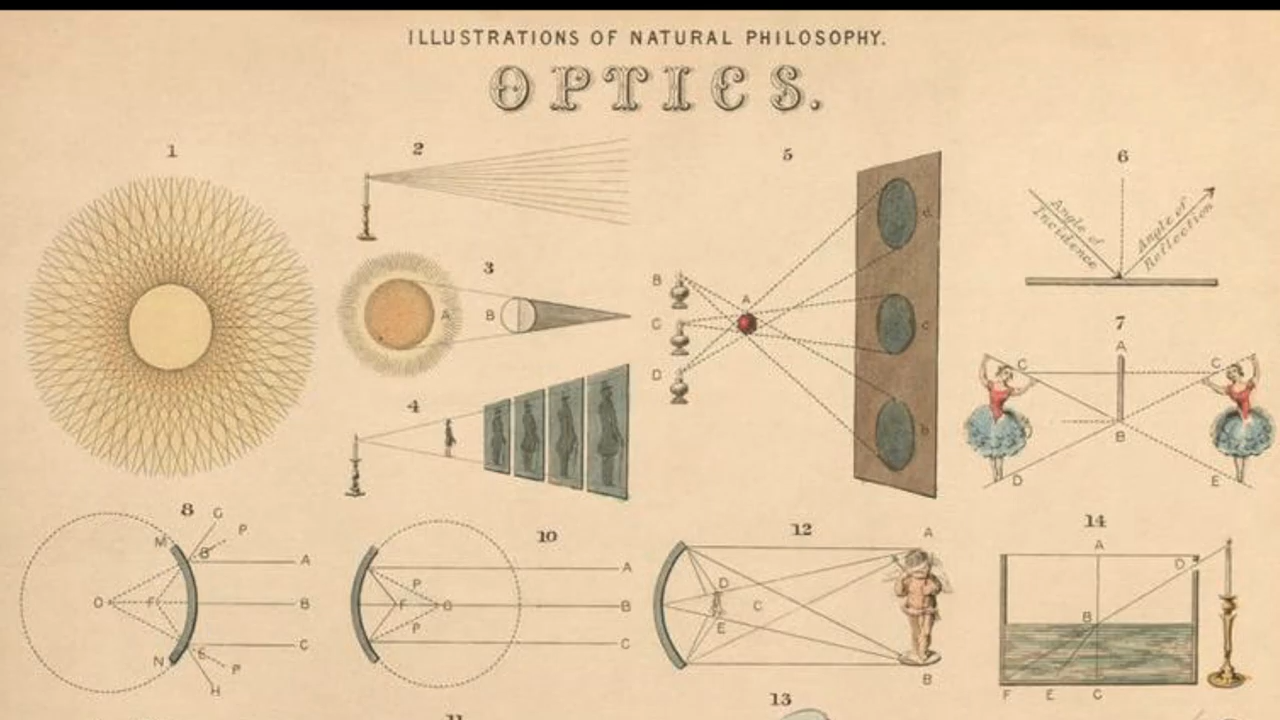 ILLUSTRATIONS OF NATURAL PHILOSOPHY.
OPTICS.
1
2
3
A
B
4
5
B
C
D
A
d
c
b
6
Angle of
Incidence
Angle of
Reflection
7
A
C
C
B
D
E
8
G
P
M
B
A
O
F
B
C
N
E
P
H
10
A
P
F
O
B
P
C
12
A
D
C
E
B
14
A
D
B
F
E
C
13
11